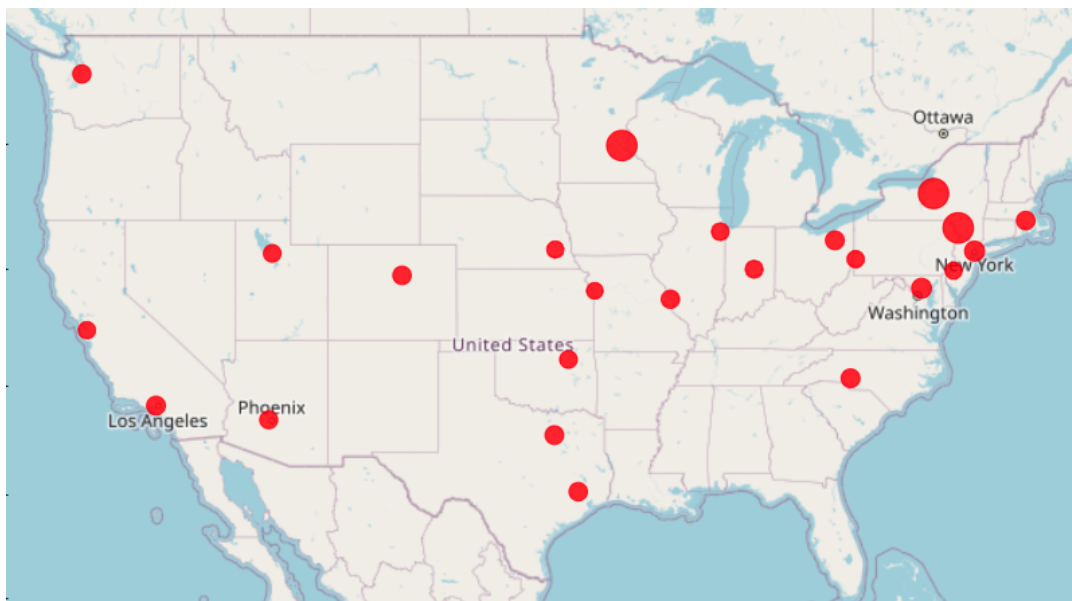 Ottawa
New York
Washington
United States
Phoenix
Los Angeles